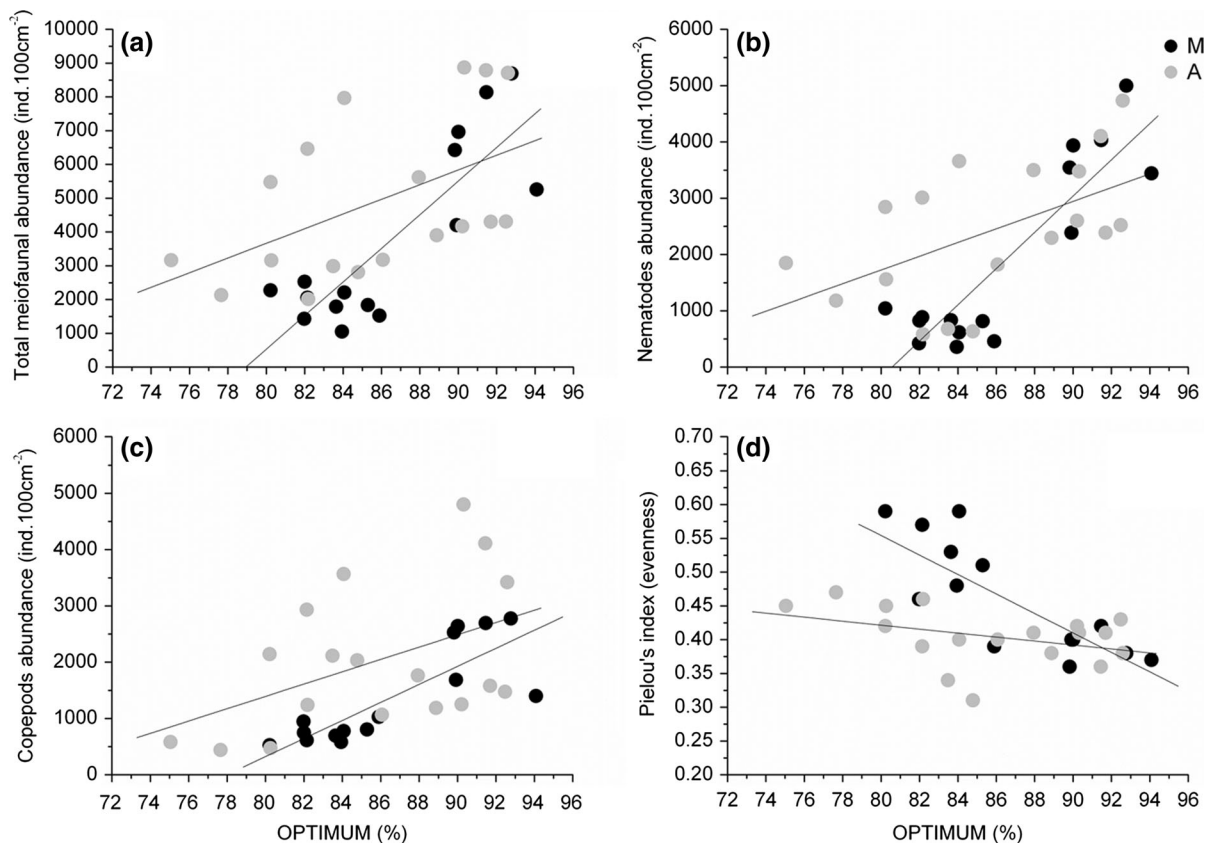 (a)
Total meiofaunal abundance (ind.100cm⁻²)
10000
9000
8000
7000
6000
5000
4000
3000
2000
1000
0
72 74 76 78 80 82 84 86 88 90 92 94 96
(b)
M
A
Nematodes abundance (ind.100cm⁻²)
6000
5000
4000
3000
2000
1000
0
72 74 76 78 80 82 84 86 88 90 92 94 96
(c)
Copepods abundance (ind.100cm⁻²)
6000
5000
4000
3000
2000
1000
0
72 74 76 78 80 82 84 86 88 90 92 94 96
OPTIMUM (%)
(d)
Pielou's index (evenness)
0.70
0.65
0.60
0.55
0.50
0.45
0.40
0.35
0.30
0.25
0.20
72 74 76 78 80 82 84 86 88 90 92 94 96
OPTIMUM (%)